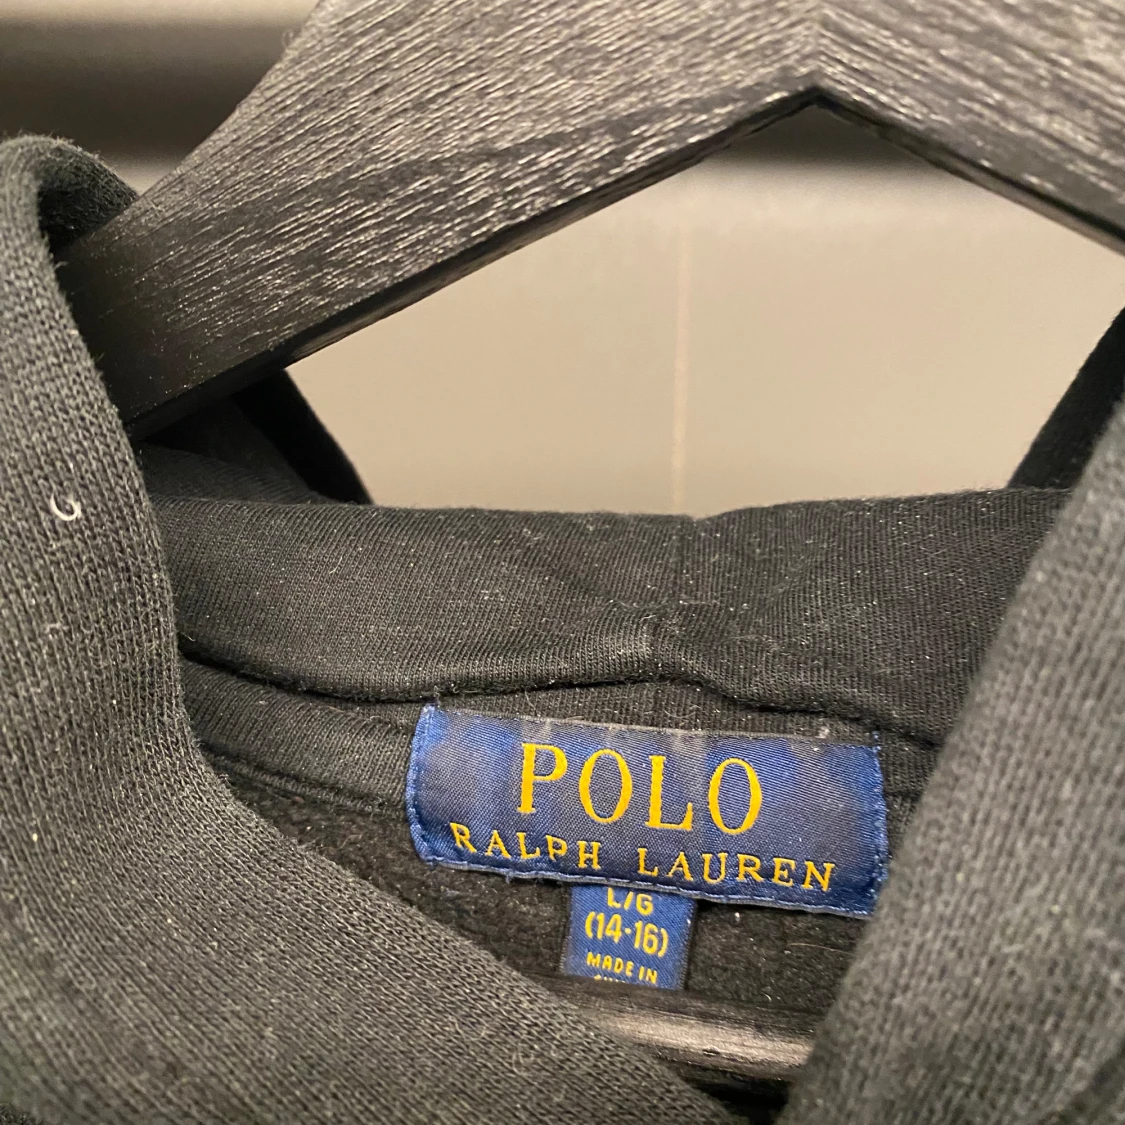 POLO
RALPH LAUREN
L/G
(14-16)
MADE IN